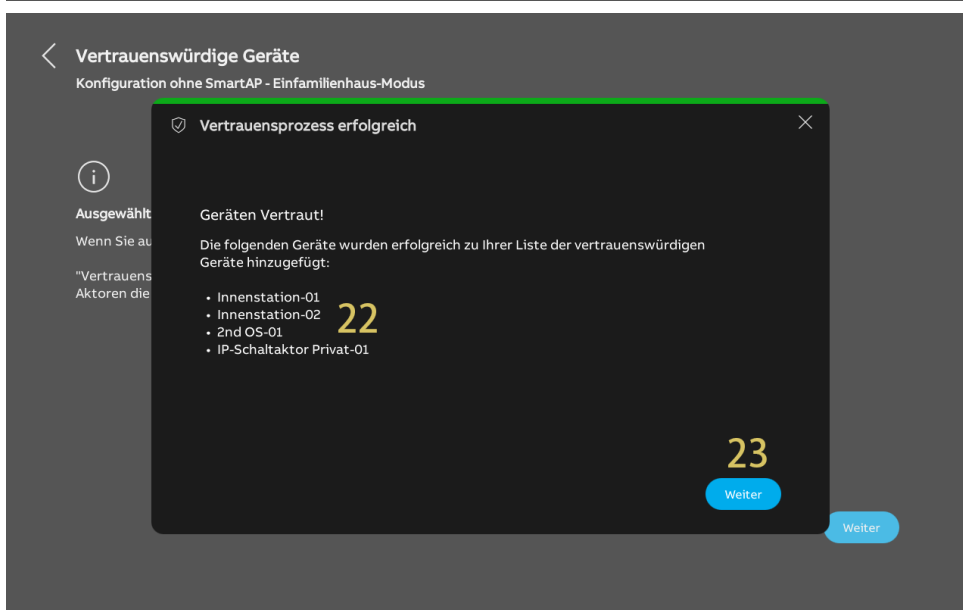 Vertrauenswürdige Geräte
Konfiguration ohne SmartAP - Einfamilienhaus-Modus
Vertrauensprozess erfolgreich
Ausgewählt
Wenn Sie au
"Vertrauens
Aktoren die
Geräten Vertraut!
Die folgenden Geräte wurden erfolgreich zu Ihrer Liste der vertrauenswürdigen
Geräte hinzugefügt:
• Innenstation-01
• Innenstation-02
• 2nd OS-01
• IP-Schaltaktor Privat-01
22
23
Weiter
Weiter